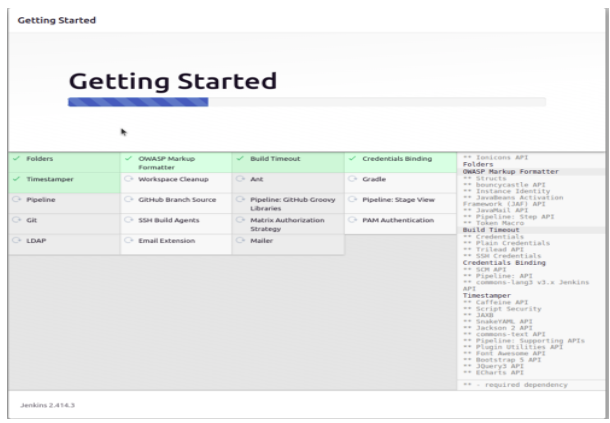 Getting Started
Getting Started
Folders
OWASP Markup Formatter
Build Timeout
Credentials Binding
Timestamper
Workspace Cleanup
Ant
Gradle
Pipeline
GitHub Branch Source
Pipeline: GitHub Groovy Libraries
Pipeline: Stage View
Git
SSH Build Agents
Matrix Authorization Strategy
PAM Authentication
LDAP
Email Extension
Mailer
** Ionicons API
Folders
OWASP Markup Formatter
** Structs
** bouncycastle API
** Instance Identity
** JavaBeans Activation
Framework (JAF) API
** JavaMail API
** Pipeline: Step API
** Token Macro
Build Timeout
** Credentials
** Plain Credentials
** Trilead API
** SSH Credentials
Credentials Binding
** SCM API
** Pipeline: API
** commons-lang3 v3.x Jenkins
API
Timestamper
** Caffeine API
** Script Security
** JAXB
** SnakeYAML API
** Jackson 2 API
** commons-text API
** Pipeline: Supporting APIs
** Plugin Utilities API
** Font Awesome API
** Bootstrap 5 API
** JQuery3 API
** ECharts API
** - required dependency
Jenkins 2.414.3